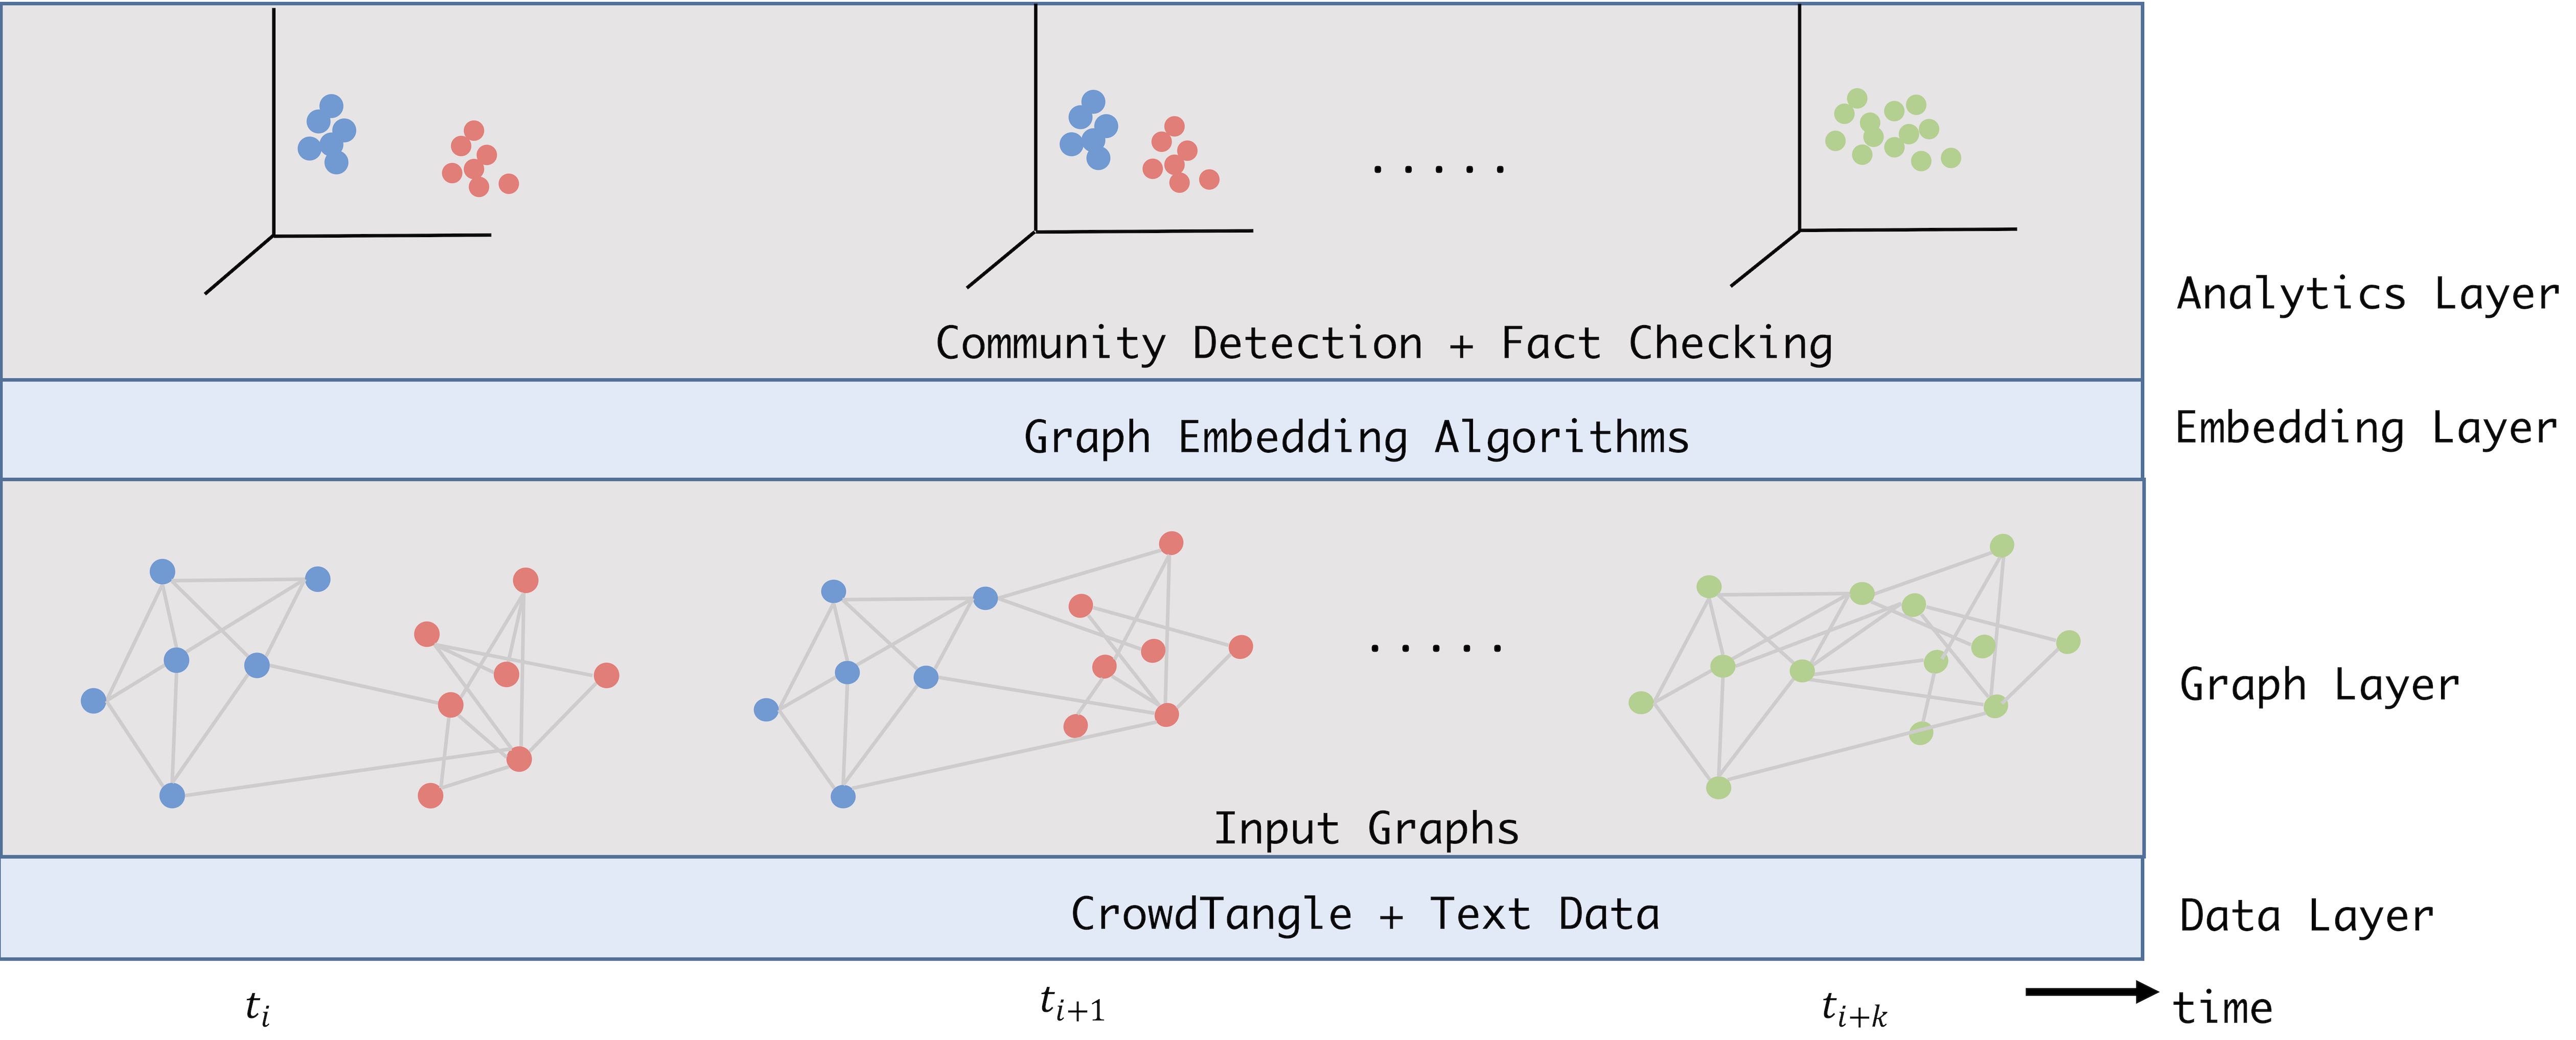 Analytics Layer
Community Detection + Fact Checking
Graph Embedding Algorithms
Embedding Layer
. . . . .
. . . . .
Graph Layer
Input Graphs
CrowdTangle + Text Data
Data Layer
t_i
t_{i+1}
t_{i+k}
time